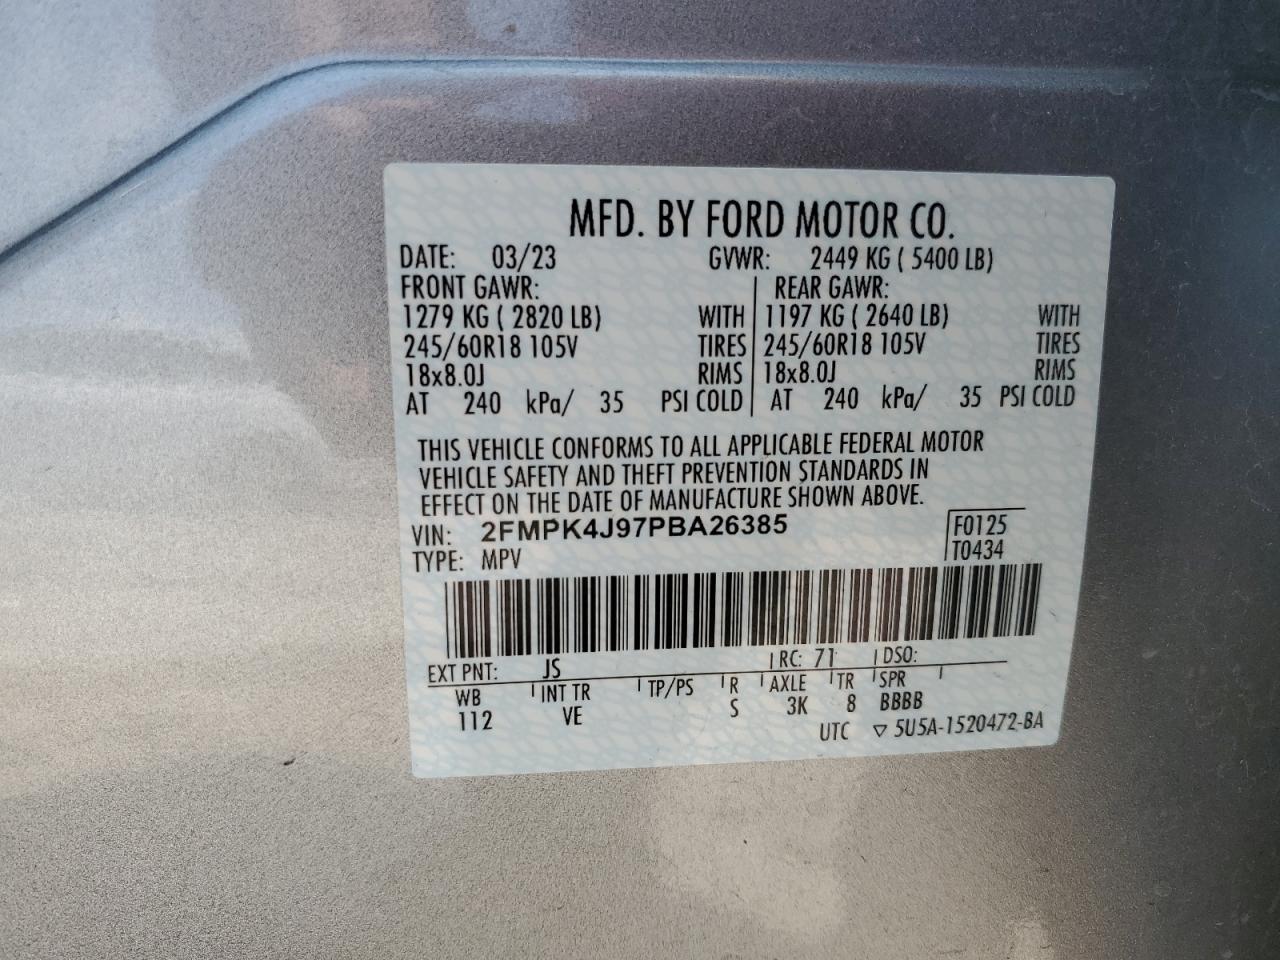 MFD. BY FORD MOTOR CO.
DATE: 03/23 GVWR: 2449 KG ( 5400 LB)
FRONT GAWR: REAR GAWR:
1279 KG ( 2820 LB) WITH 1197 KG ( 2640 LB) WITH
245/60R18 105V TIRES 245/60R18 105V TIRES
18x8.0J RIMS 18x8.0J RIMS
AT 240 kPa/ 35 PSI COLD AT 240 kPa/ 35 PSI COLD
THIS VEHICLE CONFORMS TO ALL APPLICABLE FEDERAL MOTOR
VEHICLE SAFETY AND THEFT PREVENTION STANDARDS IN
EFFECT ON THE DATE OF MANUFACTURE SHOWN ABOVE.
VIN: 2FMPK4J97PBA26385 F0125
TYPE: MPV T0434
EXT PNT: JS RC: 71 DSO:
WB INT TR TP/PS R AXLE TR SPR
112 VE S 3K 8 BBBB
UTC ▽ 5U5A-1520472-BA